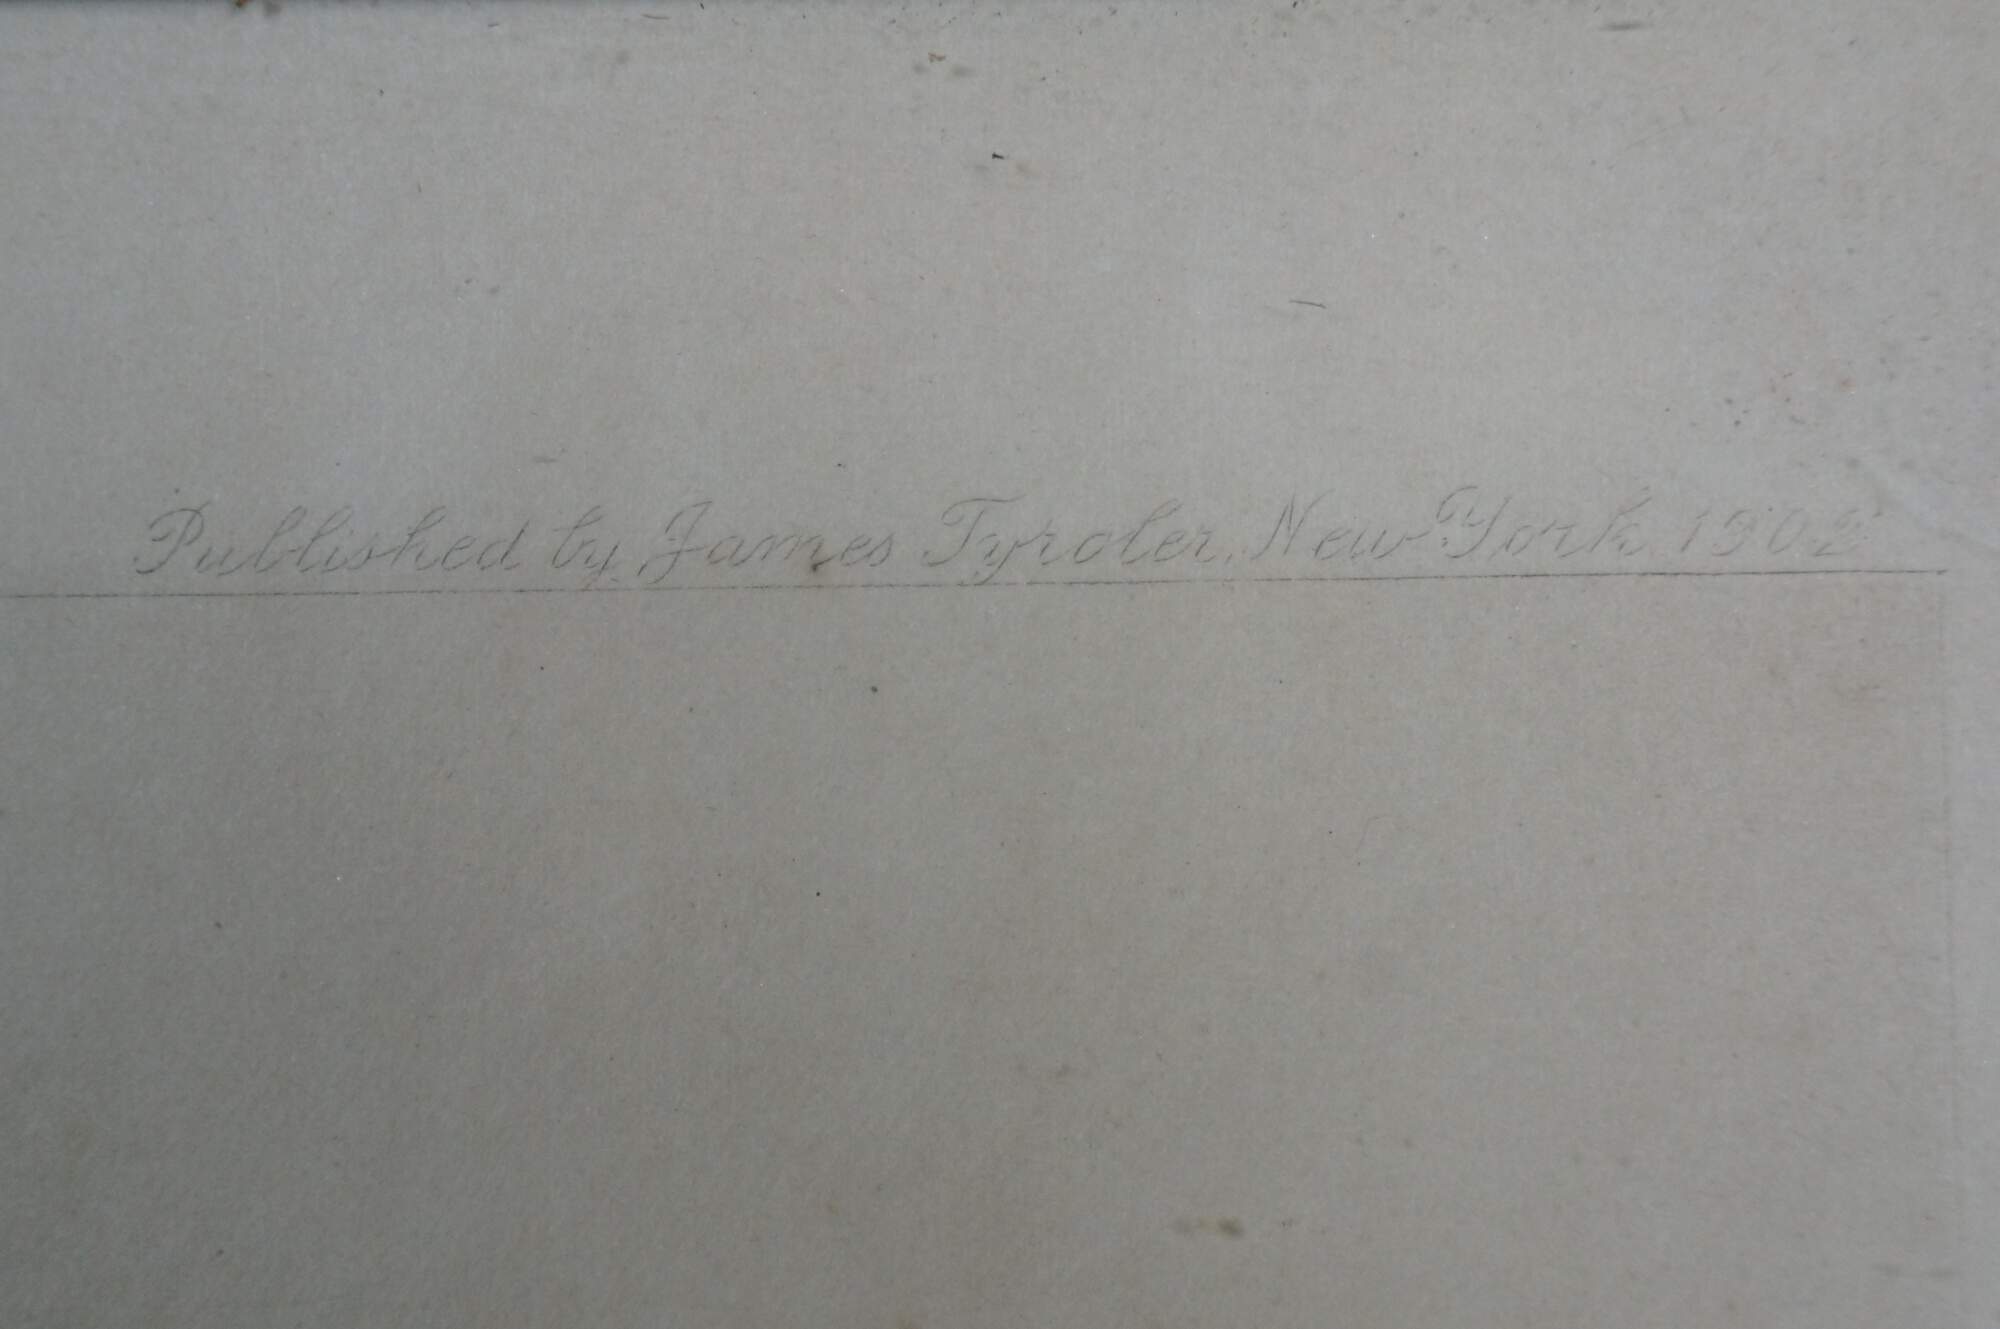 Published by James Tyroler, New York 1902